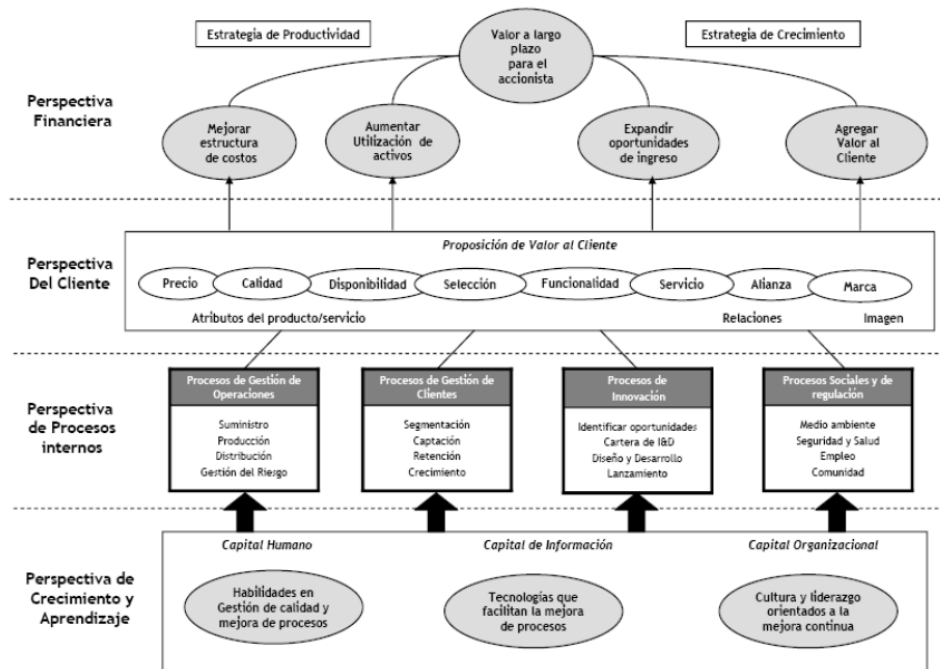 Estrategia de Productividad
Valor a largo
plazo
para el
accionista
Estrategia de Crecimiento
Perspectiva
Financiera
Mejorar
estructura
de costos
Aumentar
Utilización de
activos
Expandir
oportunidades
de ingreso
Agregar
Valor al
Cliente
Perspectiva
Del Cliente
Proposición de Valor al Cliente
Precio
Calidad
Disponibilidad
Selección
Funcionalidad
Servicio
Alianza
Marca
Atributos del producto/servicio
Relaciones
Imagen
Perspectiva
de Procesos
internos
Procesos de Gestión de
Operaciones
Suministro
Producción
Distribución
Gestión del Riesgo
Procesos de Gestión de
Clientes
Segmentación
Captación
Retención
Crecimiento
Procesos de
Innovación
Identificar oportunidades
Cartera de I&D
Diseño y Desarrollo
Lanzamiento
Procesos Sociales y de
regulación
Medio ambiente
Seguridad y Salud
Empleo
Comunidad
Perspectiva de
Crecimiento y
Aprendizaje
Capital Humano
Capital de Información
Capital Organizacional
Habilidades en
Gestión de calidad y
mejora de procesos
Tecnologías que
facilitan la mejora
de procesos
Cultura y liderazgo
orientados a la
mejora continua